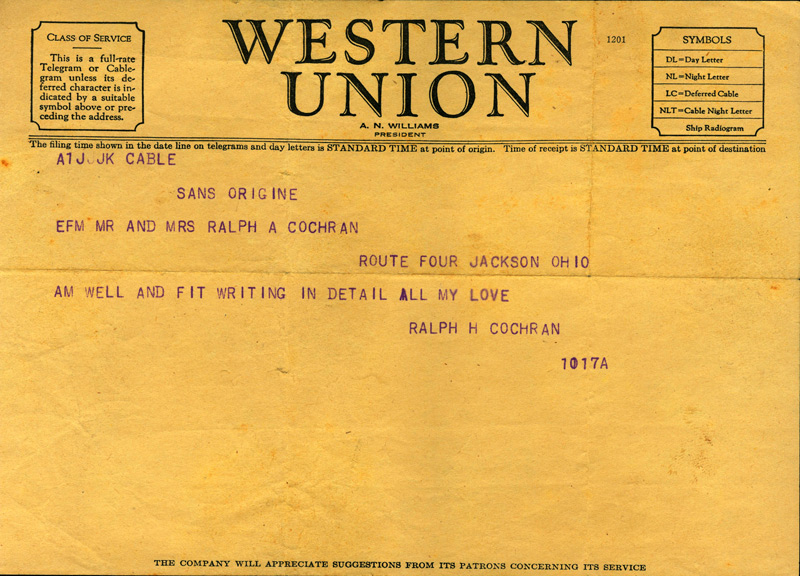 CLASS OF SERVICE
This is a full-rate
Telegram or Cable-
gram unless its de-
ferred character is in-
dicated by a suitable
symbol above or pre-
ceding the address.
WESTERN
UNION
A. N. WILLIAMS
PRESIDENT
1201
SYMBOLS
DL=Day Letter
NL=Night Letter
LC=Deferred Cable
NLT=Cable Night Letter
Ship Radiogram
The filing time shown in the date line on telegrams and day letters is STANDARD TIME at point of origin. Time of receipt is STANDARD TIME at point of destination
CABLE
SANS ORIGINE
EFM MR AND MRS RALPH A COCHRAN
ROUTE FOUR JACKSON OHIO
AM WELL AND FIT WRITING IN DETAIL ALL MY LOVE
RALPH H COCHRAN
1017A
THE COMPANY WILL APPRECIATE SUGGESTIONS FROM ITS PATRONS CONCERNING ITS SERVICE